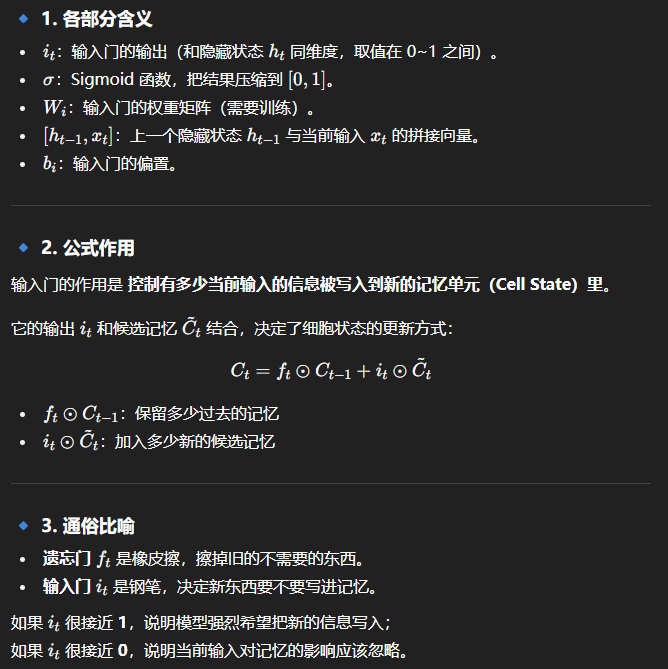 🔹 1. 各部分含义
• i_t：输入门的输出（和隐藏状态 h_t 同维度，取值在 0~1 之间）。
• σ：Sigmoid 函数，把结果压缩到 [0, 1]。
• W_i：输入门的权重矩阵（需要训练）。
• [h_{t−1}, x_t]：上一个隐藏状态 h_{t−1} 与当前输入 x_t 的拼接向量。
• b_i：输入门的偏置。
🔹 2. 公式作用
输入门的作用是 控制有多少当前输入的信息被写入到新的记忆单元（Cell State）里。
它的输出 i_t 和候选记忆 C̃_t 结合，决定了细胞状态的更新方式：
C_t = f_t ⊙ C_{t−1} + i_t ⊙ C̃_t
• f_t ⊙ C_{t−1}：保留多少过去的记忆
• i_t ⊙ C̃_t：加入多少新的候选记忆
🔹 3. 通俗比喻
• 遗忘门 f_t 是橡皮擦，擦掉旧的不需要的东西。
• 输入门 i_t 是钢笔，决定新东西要不要写进记忆。
如果 i_t 很接近 1，说明模型强烈希望把新的信息写入；
如果 i_t 很接近 0，说明当前输入对记忆的影响应该忽略。